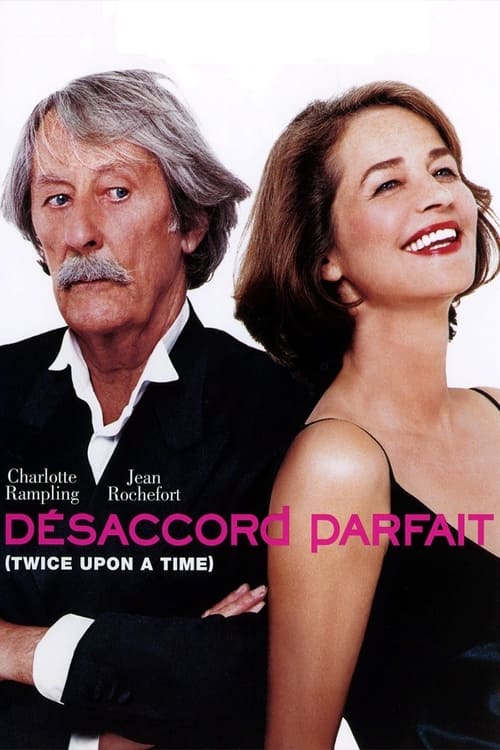 Charlotte Rampling
Jean Rochefort
DÉSACCORd PARFAIT
(TWICE UPON A TIME)